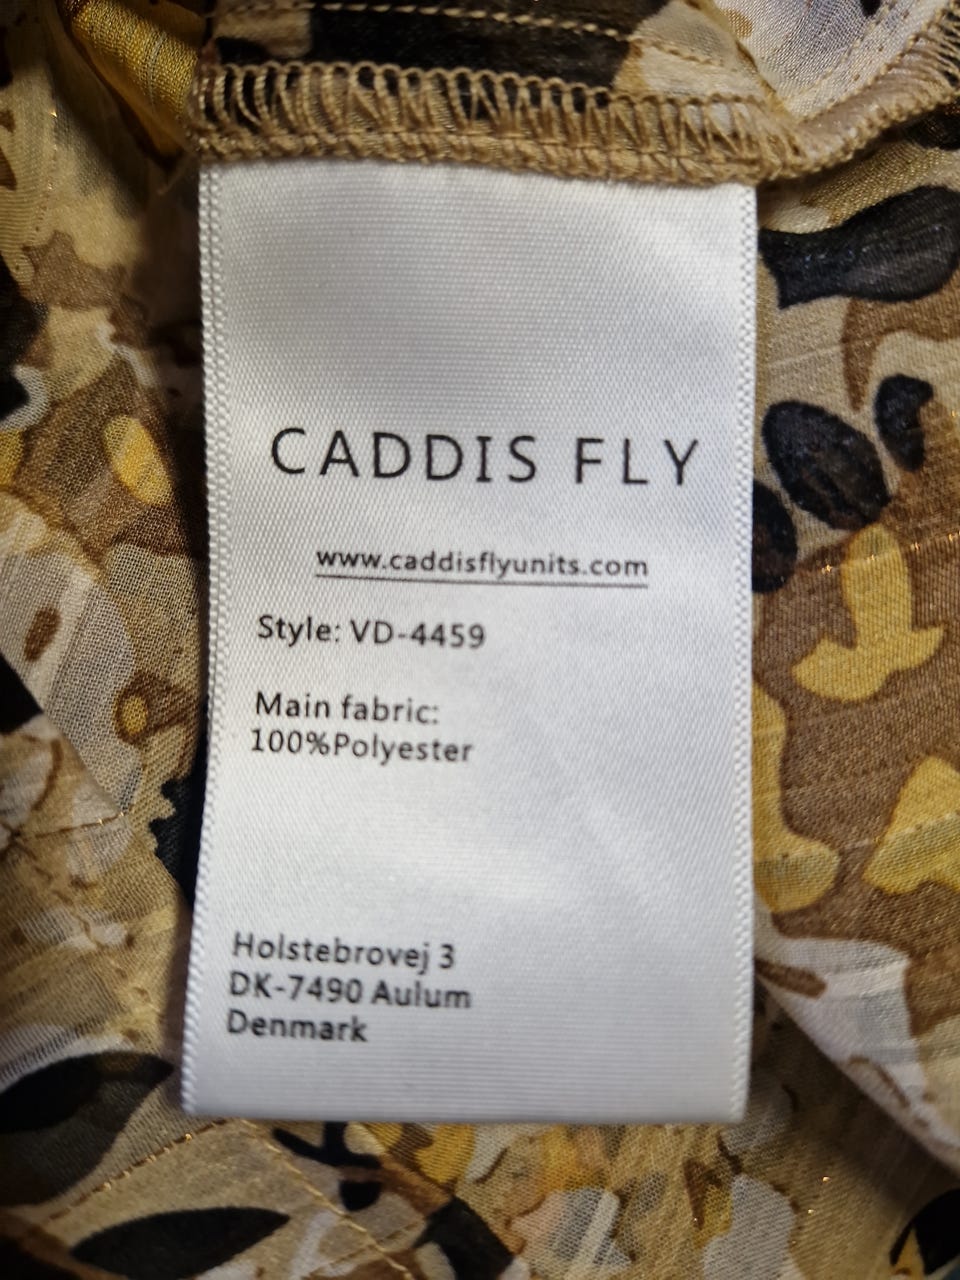 CADDIS FLY
www.caddisflyunits.com
Style: VD-4459
Main fabric:
100%Polyester
Holstebrovej 3
DK-7490 Aulum
Denmark